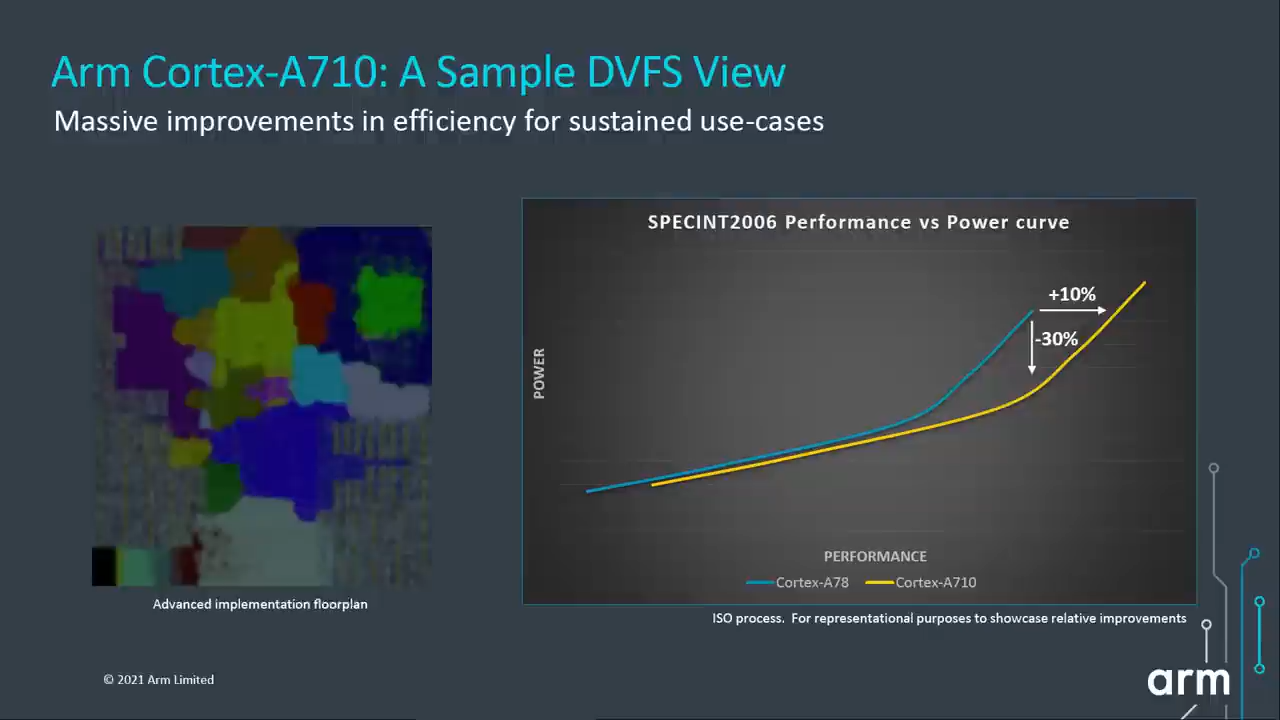 Arm Cortex-A710: A Sample DVFS View
Massive improvements in efficiency for sustained use-cases
SPECINT2006 Performance vs Power curve
+10%
-30%
POWER
PERFORMANCE
Cortex-A78 Cortex-A710
Advanced implementation floorplan
ISO process. For representational purposes to showcase relative improvements
© 2021 Arm Limited
arm